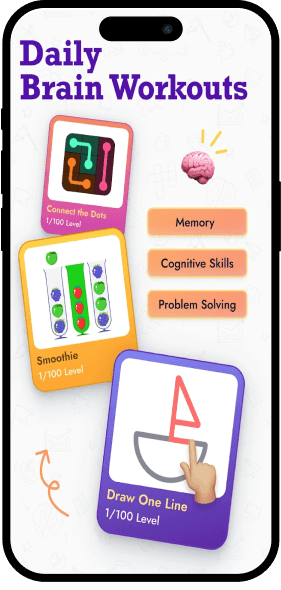 Daily
Brain Workouts
Connect the Dots
1/100 Level
Memory
Cognitive Skills
Problem Solving
Smoothie
1/100 Level
Draw One Line
1/100 Level